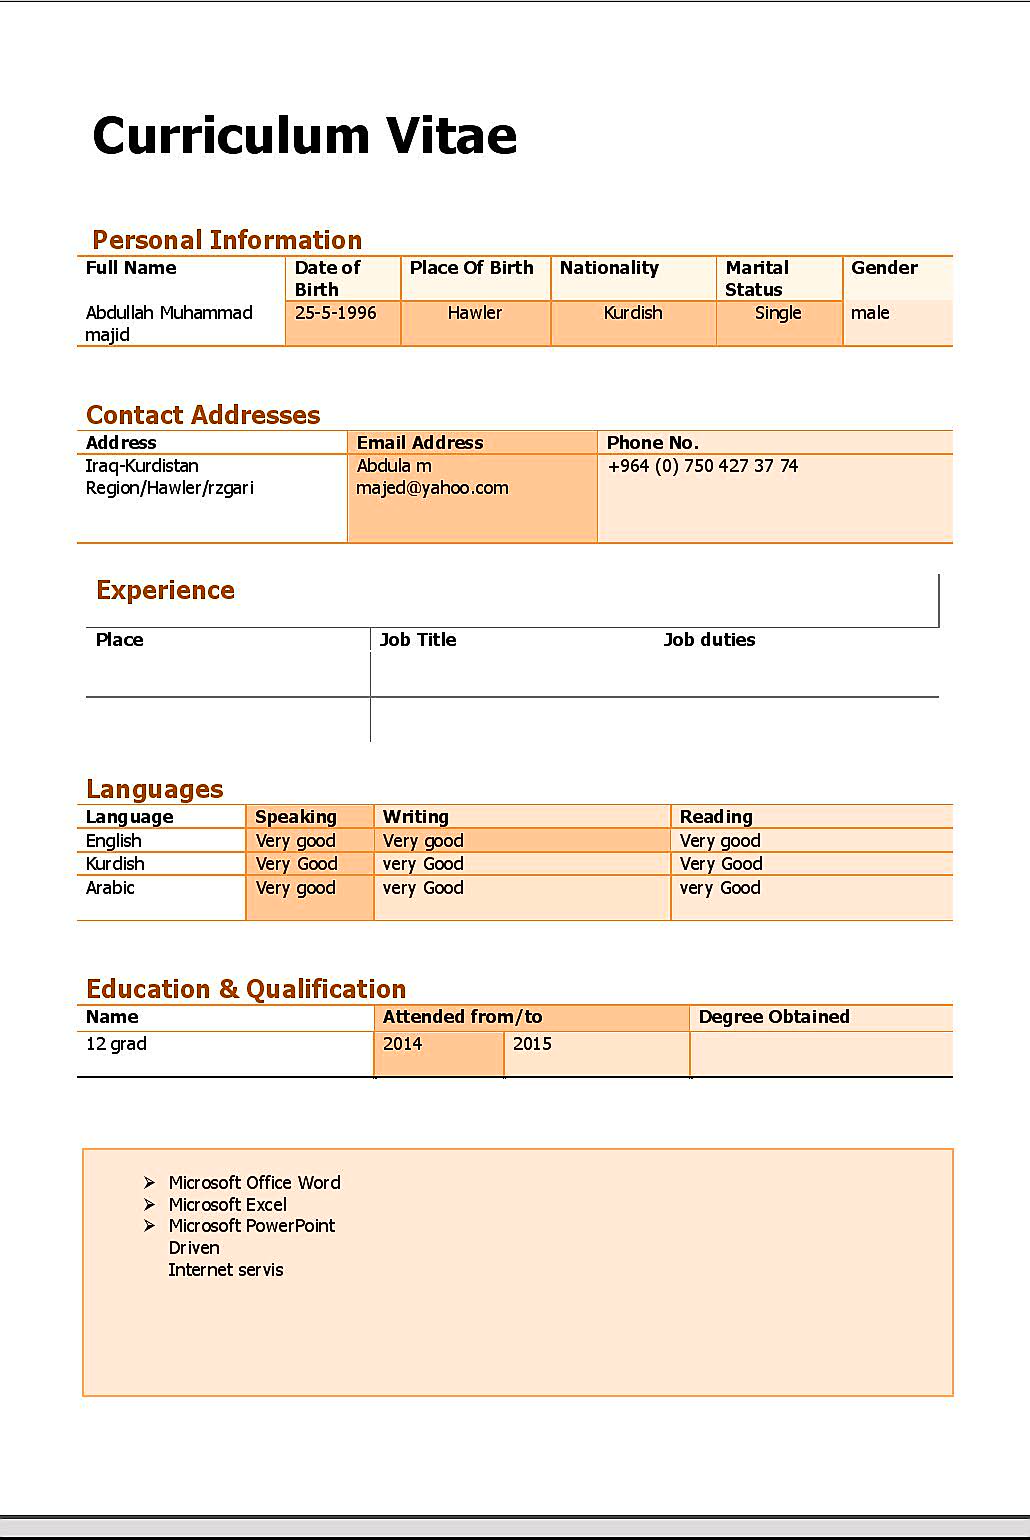 Curriculum Vitae
Personal Information
Full Name Date of Birth Place Of Birth Nationality Marital Status Gender
Abdullah Muhammad majid 25-5-1996 Hawler Kurdish Single male
Contact Addresses
Address Email Address Phone No.
Iraq-Kurdistan Abdula m +964 (0) 750 427 37 74
Region/Hawler/rzgari majed@yahoo.com
Experience
Place Job Title Job duties
Languages
Language Speaking Writing Reading
English Very good Very good Very good
Kurdish Very Good very Good Very Good
Arabic Very good very Good very Good
Education & Qualification
Name Attended from/to Degree Obtained
12 grad 2014 2015
➢ Microsoft Office Word
➢ Microsoft Excel
➢ Microsoft PowerPoint
Driven
Internet servis